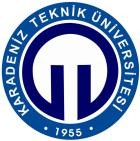 KARADENİZ TEKNİK ÜNİVERSİTESİ
• 1955 •